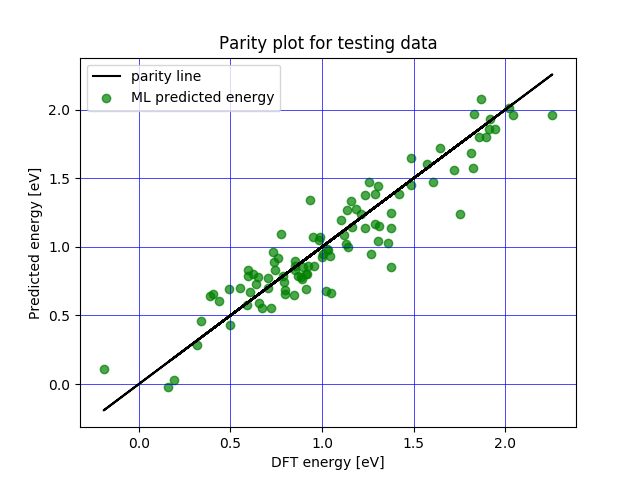 Parity plot for testing data
parity line
ML predicted energy
Predicted energy [eV]
2.0
1.5
1.0
0.5
0.0
0.0 0.5 1.0 1.5 2.0
DFT energy [eV]